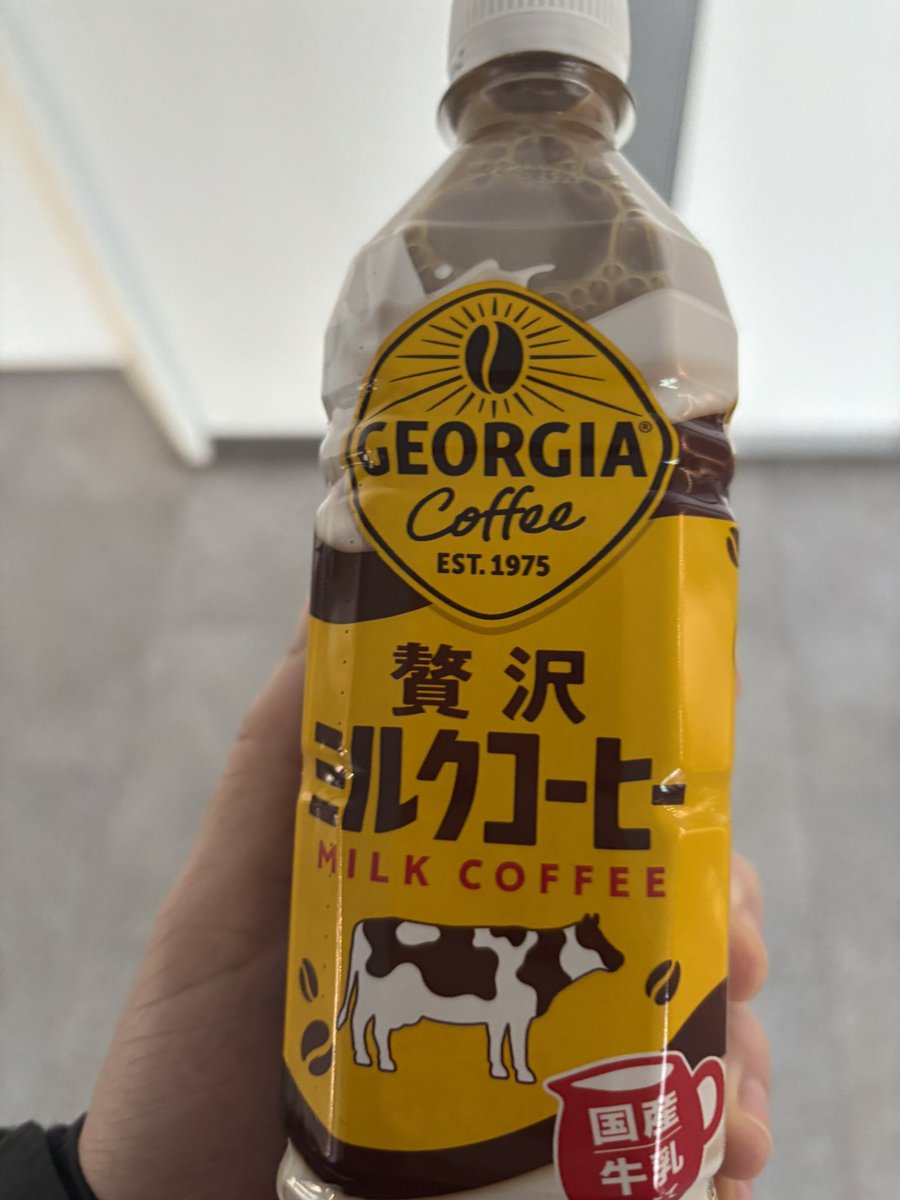 GEORGIA®
Coffee
EST. 1975
贅沢
ミルクコーヒー
MILK COFFEE
国産
牛乳